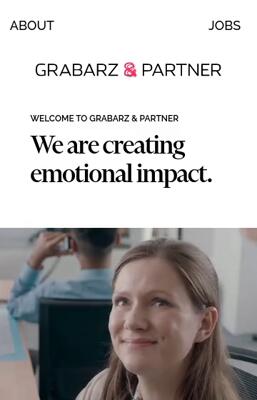 ABOUT JOBS
GRABARZ & PARTNER
WELCOME TO GRABARZ & PARTNER
We are creating
emotional impact.